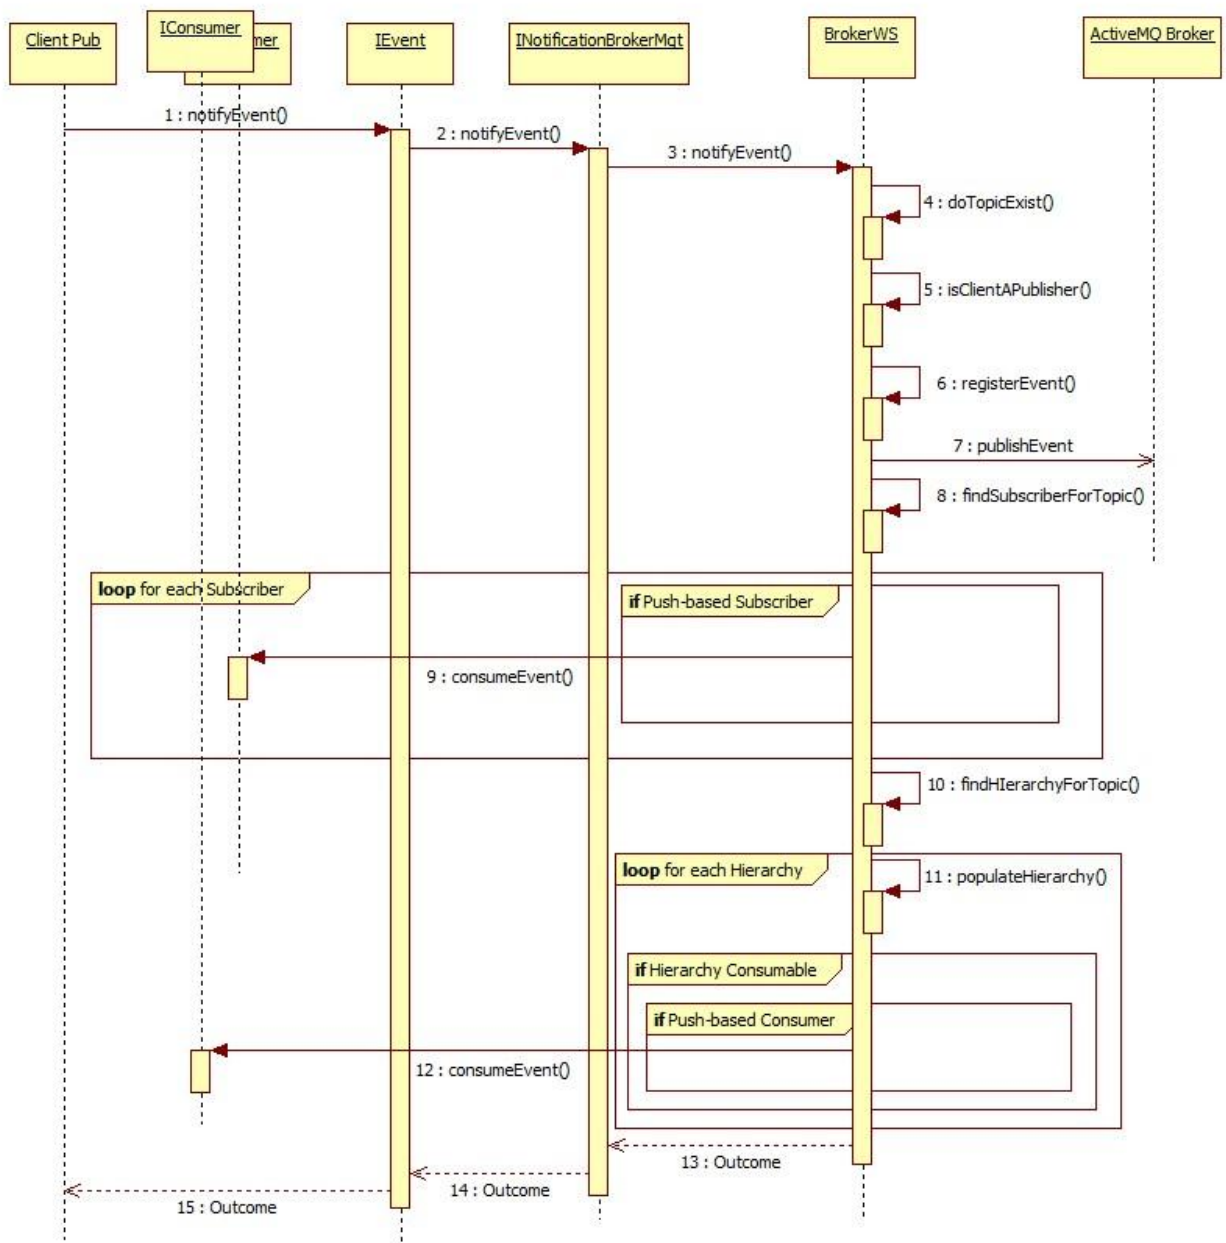 Client Pub
IConsumer
mer
IEvent
INotificationBrokerMgt
BrokerWS
ActiveMQ Broker
1 : notifyEvent()
2 : notifyEvent()
3 : notifyEvent()
4 : doTopicExist()
5 : isClientAPublisher()
6 : registerEvent()
7 : publishEvent
8 : findSubscriberForTopic()
loop for each Subscriber
if Push-based Subscriber
9 : consumeEvent()
10 : findHIerarchyForTopic()
loop for each Hierarchy
11 : populateHierarchy()
if Hierarchy Consumable
if Push-based Consumer
12 : consumeEvent()
13 : Outcome
14 : Outcome
15 : Outcome